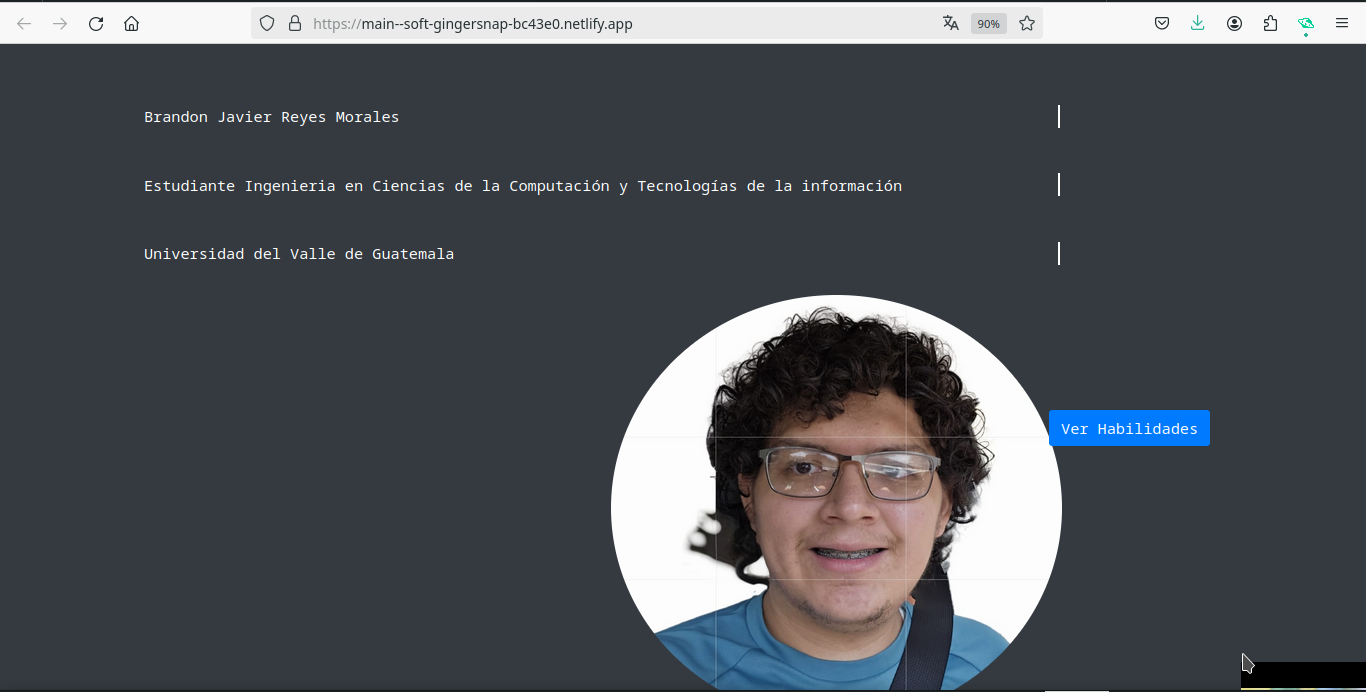 https://main--soft-gingersnap-bc43e0.netlify.app
90%
Brandon Javier Reyes Morales
Estudiante Ingenieria en Ciencias de la Computación y Tecnologías de la información
Universidad del Valle de Guatemala
Ver Habilidades